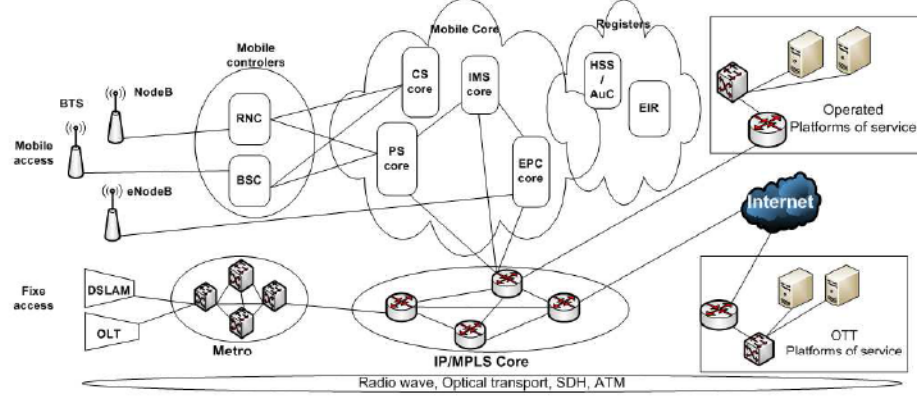 Mobile Core
Registers
Mobile
controlers
BTS
NodeB
CS
core
IMS
core
HSS
/
AuC
EIR
RNC
Operated
Platforms of service
Mobile
access
PS
core
BSC
EPC
core
eNodeB
Internet
Fixe
access
DSLAM
OLT
Metro
IP/MPLS Core
OTT
Platforms of service
Radio wave, Optical transport, SDH, ATM